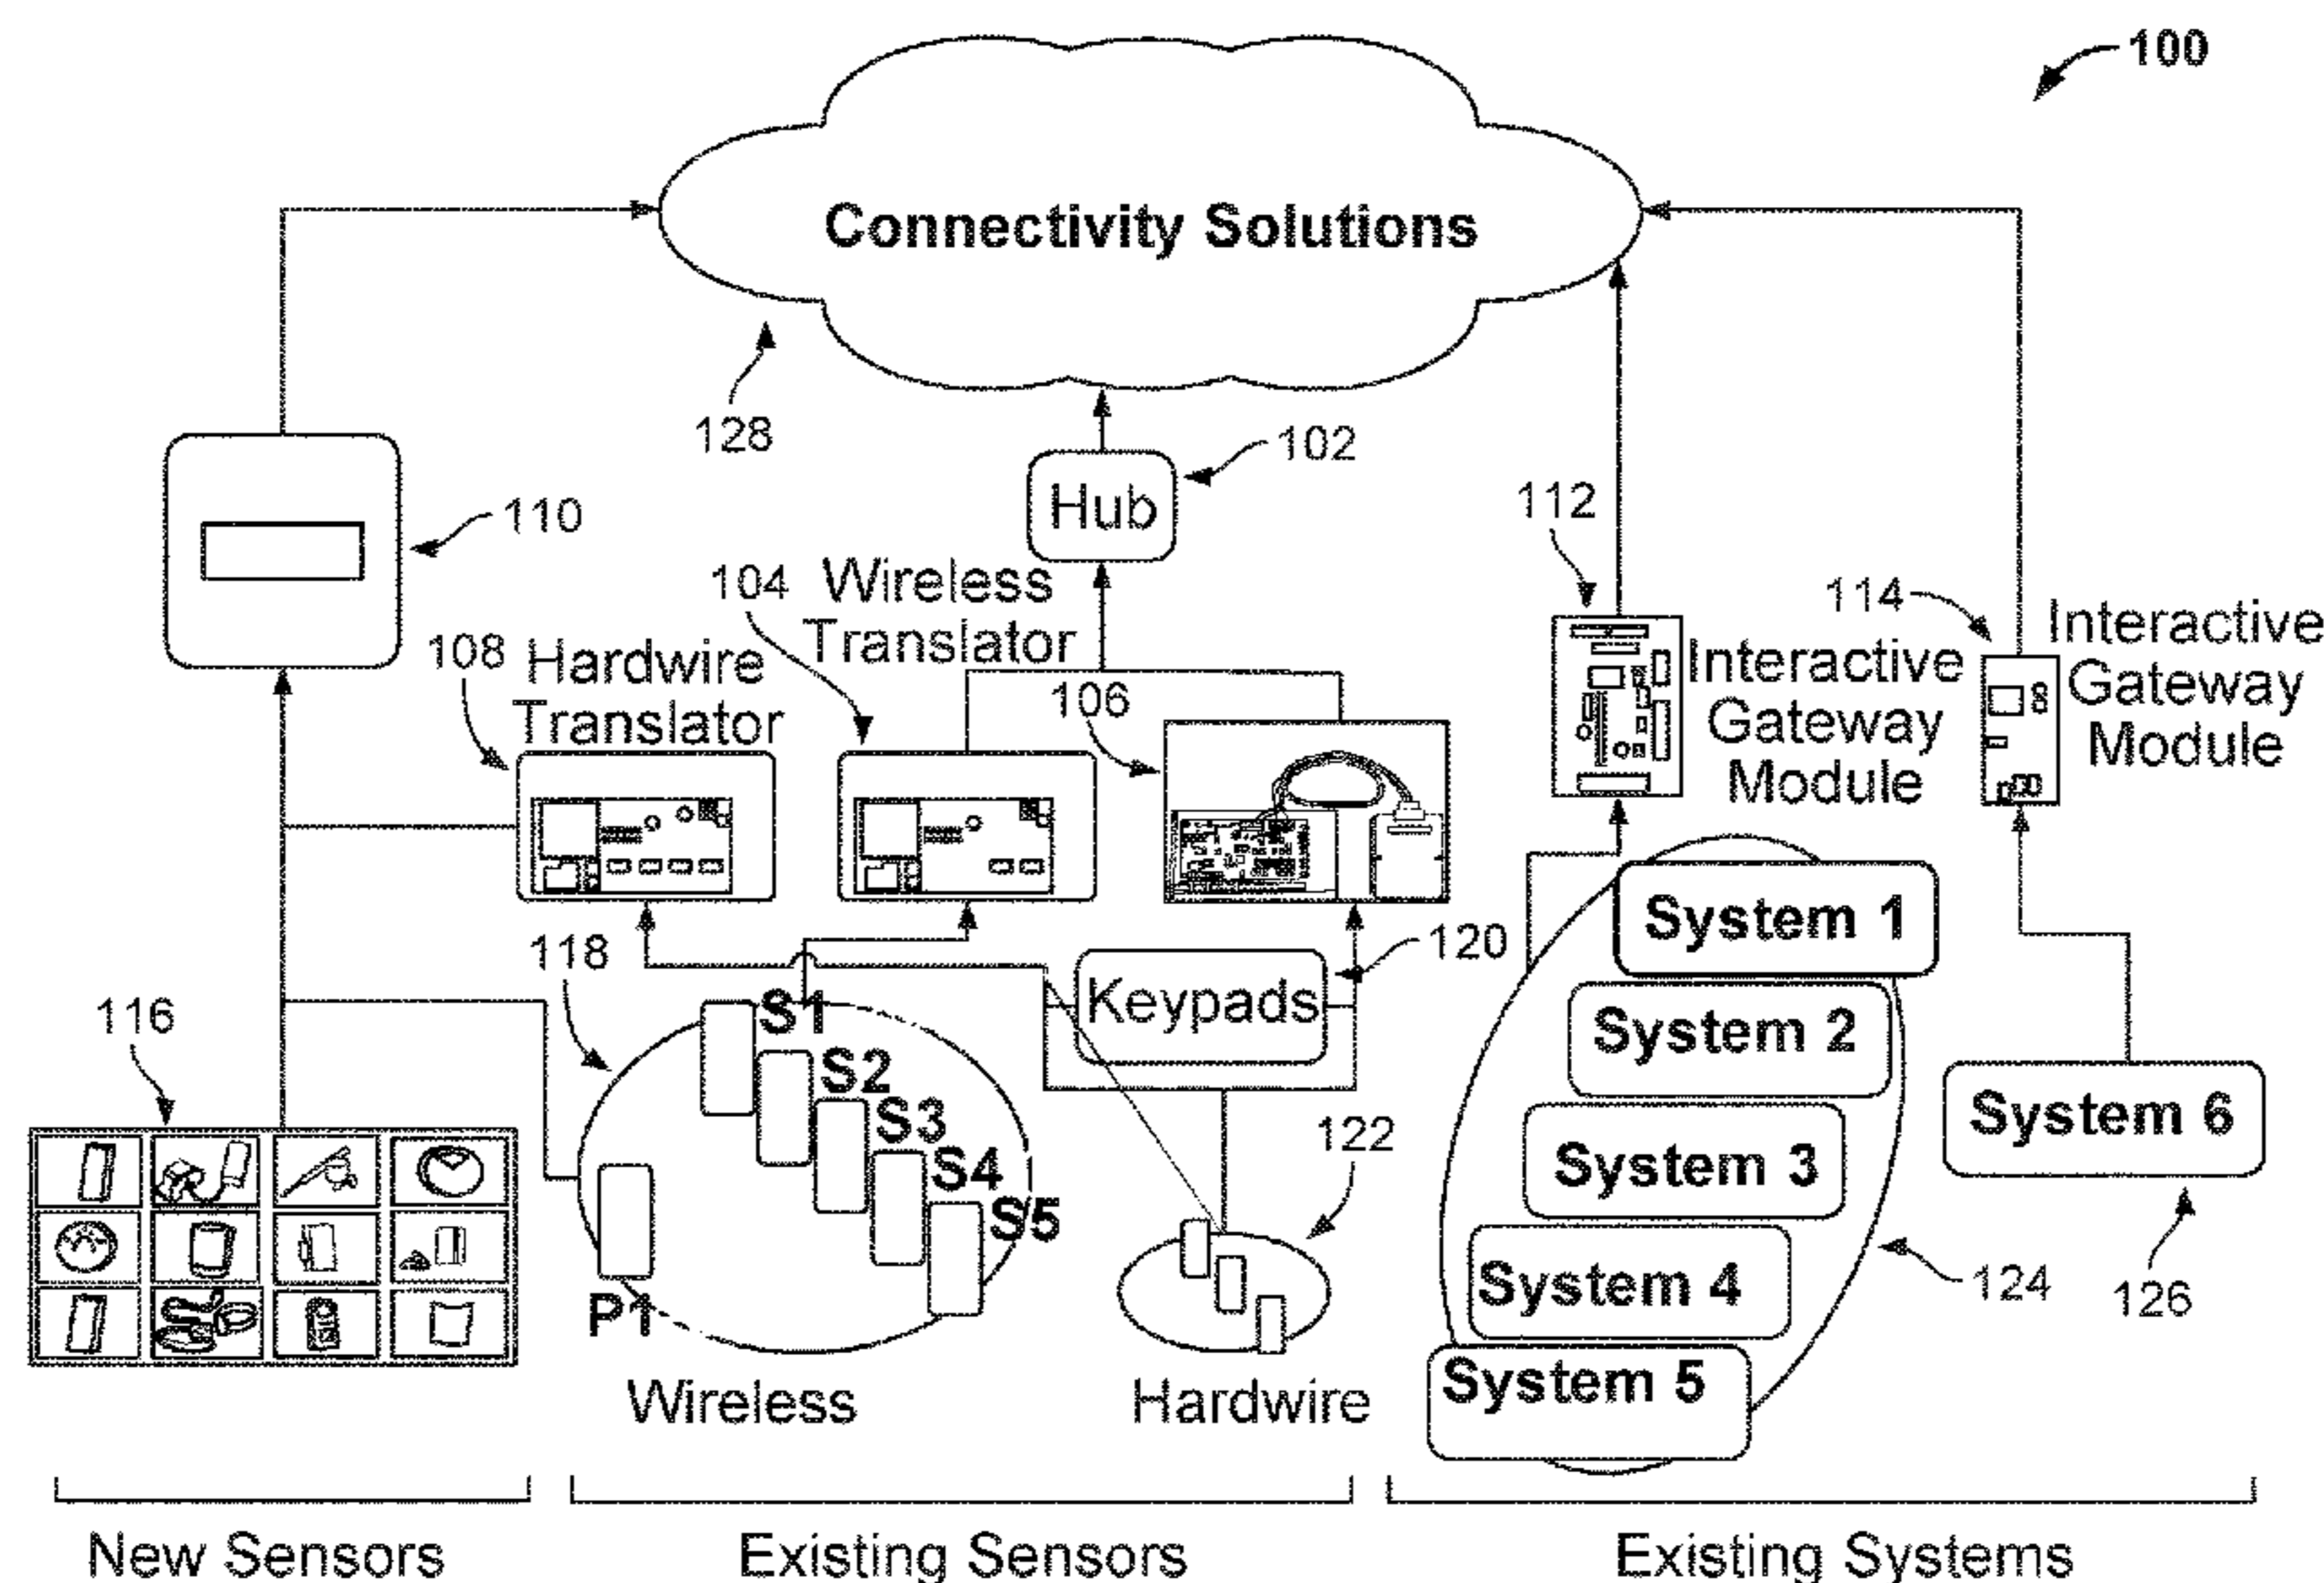 100
Connectivity Solutions
128
102
Hub
110
112
104
Wireless
Translator
114
Interactive
Gateway
Module
108
Hardwire
Translator
106
Interactive
Gateway
Module
118
120
Keypads
System 1
116
S1
S2
S3
S4
S5
P1
122
System 2
System 3
System 4
System 5
System 6
124
126
Wireless
Hardwire
New Sensors
Existing Sensors
Existing Systems